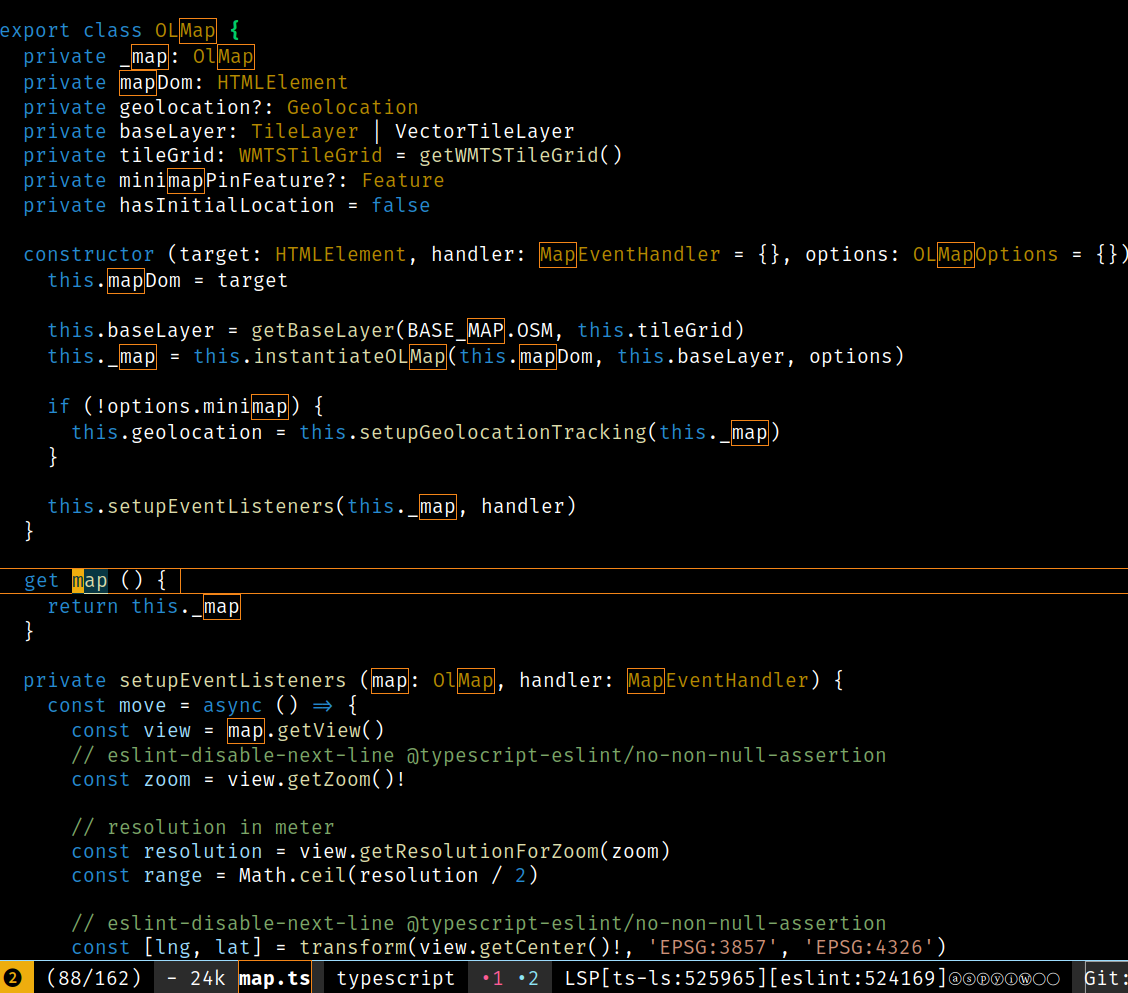 export class OLMap {
  private _map: OlMap
  private mapDom: HTMLElement
  private geolocation?: Geolocation
  private baseLayer: TileLayer | VectorTileLayer
  private tileGrid: WMTSTileGrid = getWMTSTileGrid()
  private minimapPinFeature?: Feature
  private hasInitialLocation = false
  constructor (target: HTMLElement, handler: MapEventHandler = {}, options: OLMapOptions = {})
    this.mapDom = target
    this.baseLayer = getBaseLayer(BASE_MAP.OSM, this.tileGrid)
    this._map = this.instantiateOLMap(this.mapDom, this.baseLayer, options)
    if (!options.minimap) {
      this.geolocation = this.setupGeolocationTracking(this._map)
    }
    this.setupEventListeners(this._map, handler)
  }
  get map () {
    return this._map
  }
  private setupEventListeners (map: OlMap, handler: MapEventHandler) {
    const move = async () => {
      const view = map.getView()
      // eslint-disable-next-line @typescript-eslint/no-non-null-assertion
      const zoom = view.getZoom()!
      // resolution in meter
      const resolution = view.getResolutionForZoom(zoom)
      const range = Math.ceil(resolution / 2)
      // eslint-disable-next-line @typescript-eslint/no-non-null-assertion
      const [lng, lat] = transform(view.getCenter()!, 'EPSG:3857', 'EPSG:4326')
❷ (88/162) - 24k map.ts typescript •1 •2 LSP[ts-ls:525965][eslint:524169]ⓐⓢⓟⓨⓘⓦ○○ Git: